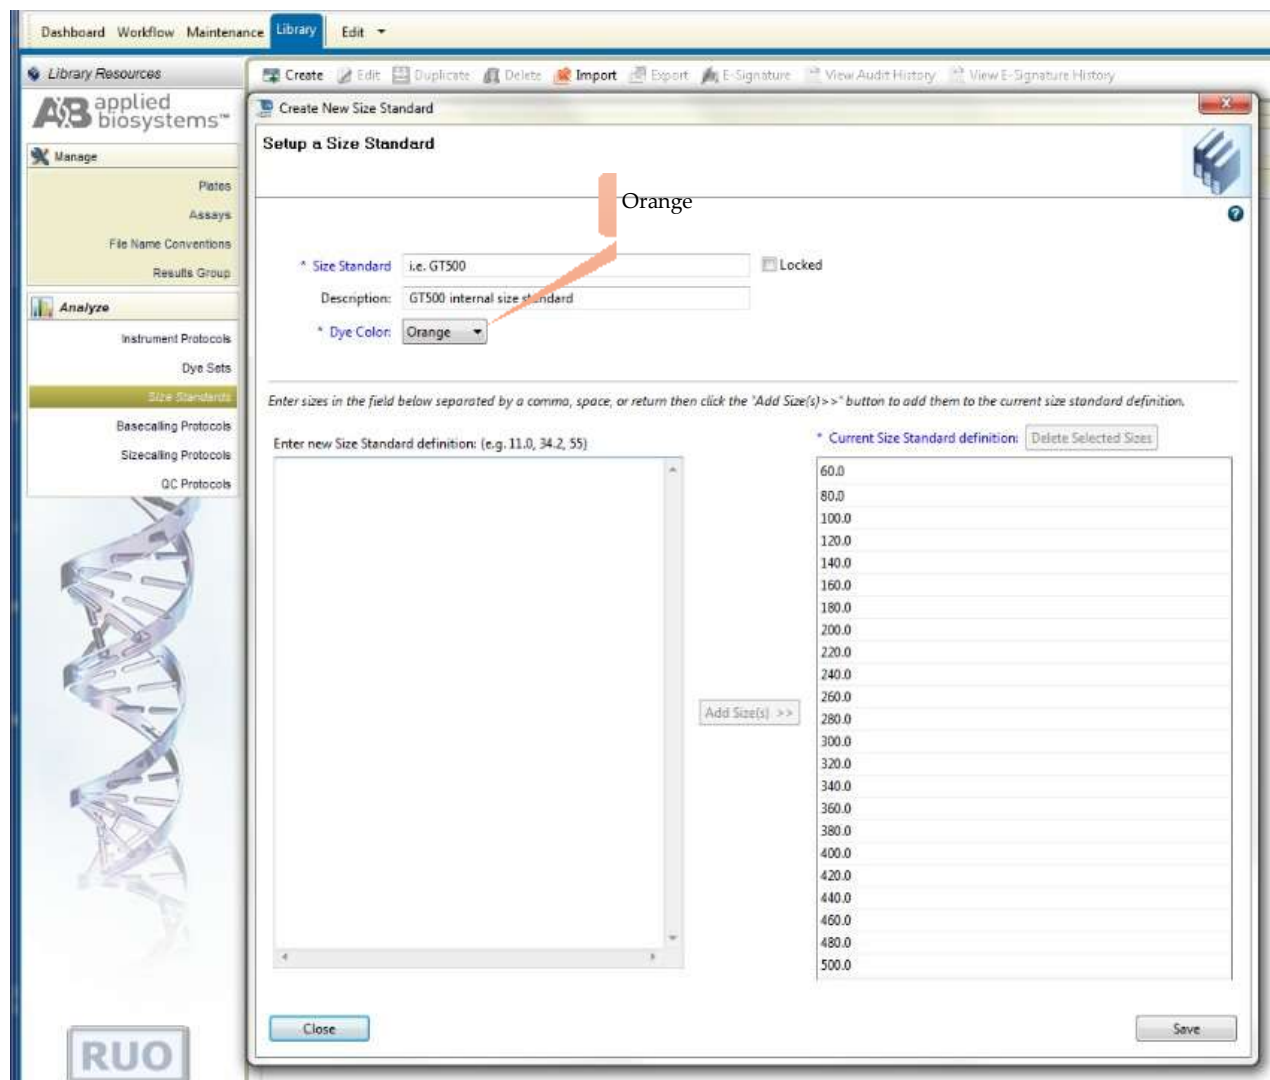 Dashboard Workflow Maintenance Library Edit
Library Resources
Create Edit Duplicate Delete Import Export E-Signature View Audit History View E-Signature History
AB applied biosystems™
Create New Size Standard
Setup a Size Standard
Manage
Plates
Assays
File Name Conventions
Results Group
Analyze
Instrument Protocols
Dye Sets
Size Standards
Basecalling Protocols
Sizecalling Protocols
QC Protocols
RUO
Orange
* Size Standard i.e. GT500 Locked
Description: GT500 internal size standard
* Dye Color: Orange
Enter sizes in the field below separated by a comma, space, or return then click the "Add Size(s)>>" button to add them to the current size standard definition.
Enter new Size Standard definition: (e.g. 11.0, 34.2, 55)
Add Size(s) >>
* Current Size Standard definition: Delete Selected Sizes
60.0
80.0
100.0
120.0
140.0
160.0
180.0
200.0
220.0
240.0
260.0
280.0
300.0
320.0
340.0
360.0
380.0
400.0
420.0
440.0
460.0
480.0
500.0
Close Save